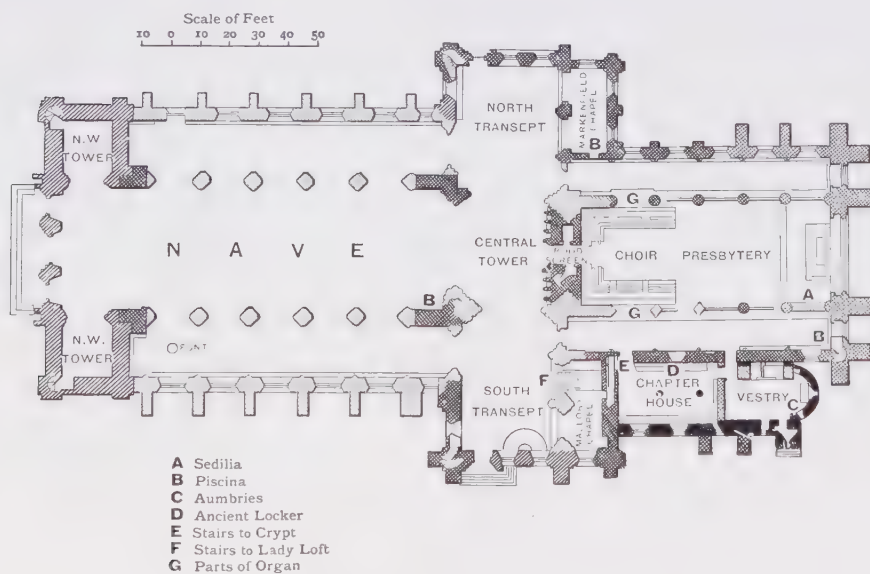 Scale of Feet
10 0 10 20 30 40 50
N.W
TOWER
NORTH
TRANSEPT
MARKENFIELD
CHAPEL
B
G
N A V E
CENTRAL
TOWER
SCREEN
CHOIR
PRESBYTERY
A
B
G
B
N.W.
TOWER
FONT
E
D
F
CHAPTER
HOUSE
VESTRY
C
SOUTH
TRANSEPT
CHAPEL
A Sedilia
B Piscina
C Aumbries
D Ancient Locker
E Stairs to Crypt
F Stairs to Lady Loft
G Parts of Organ